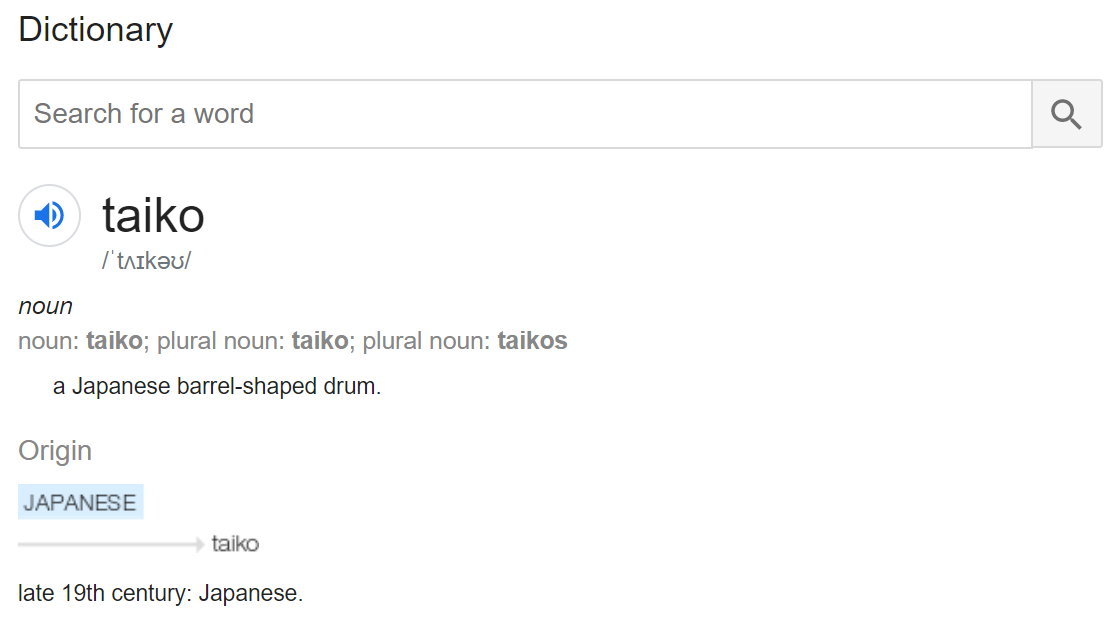 Dictionary
Search for a word
taiko
/ˈtʌɪkəʊ/
noun
noun: taiko; plural noun: taiko; plural noun: taikos
a Japanese barrel-shaped drum.
Origin
JAPANESE
taiko
late 19th century: Japanese.